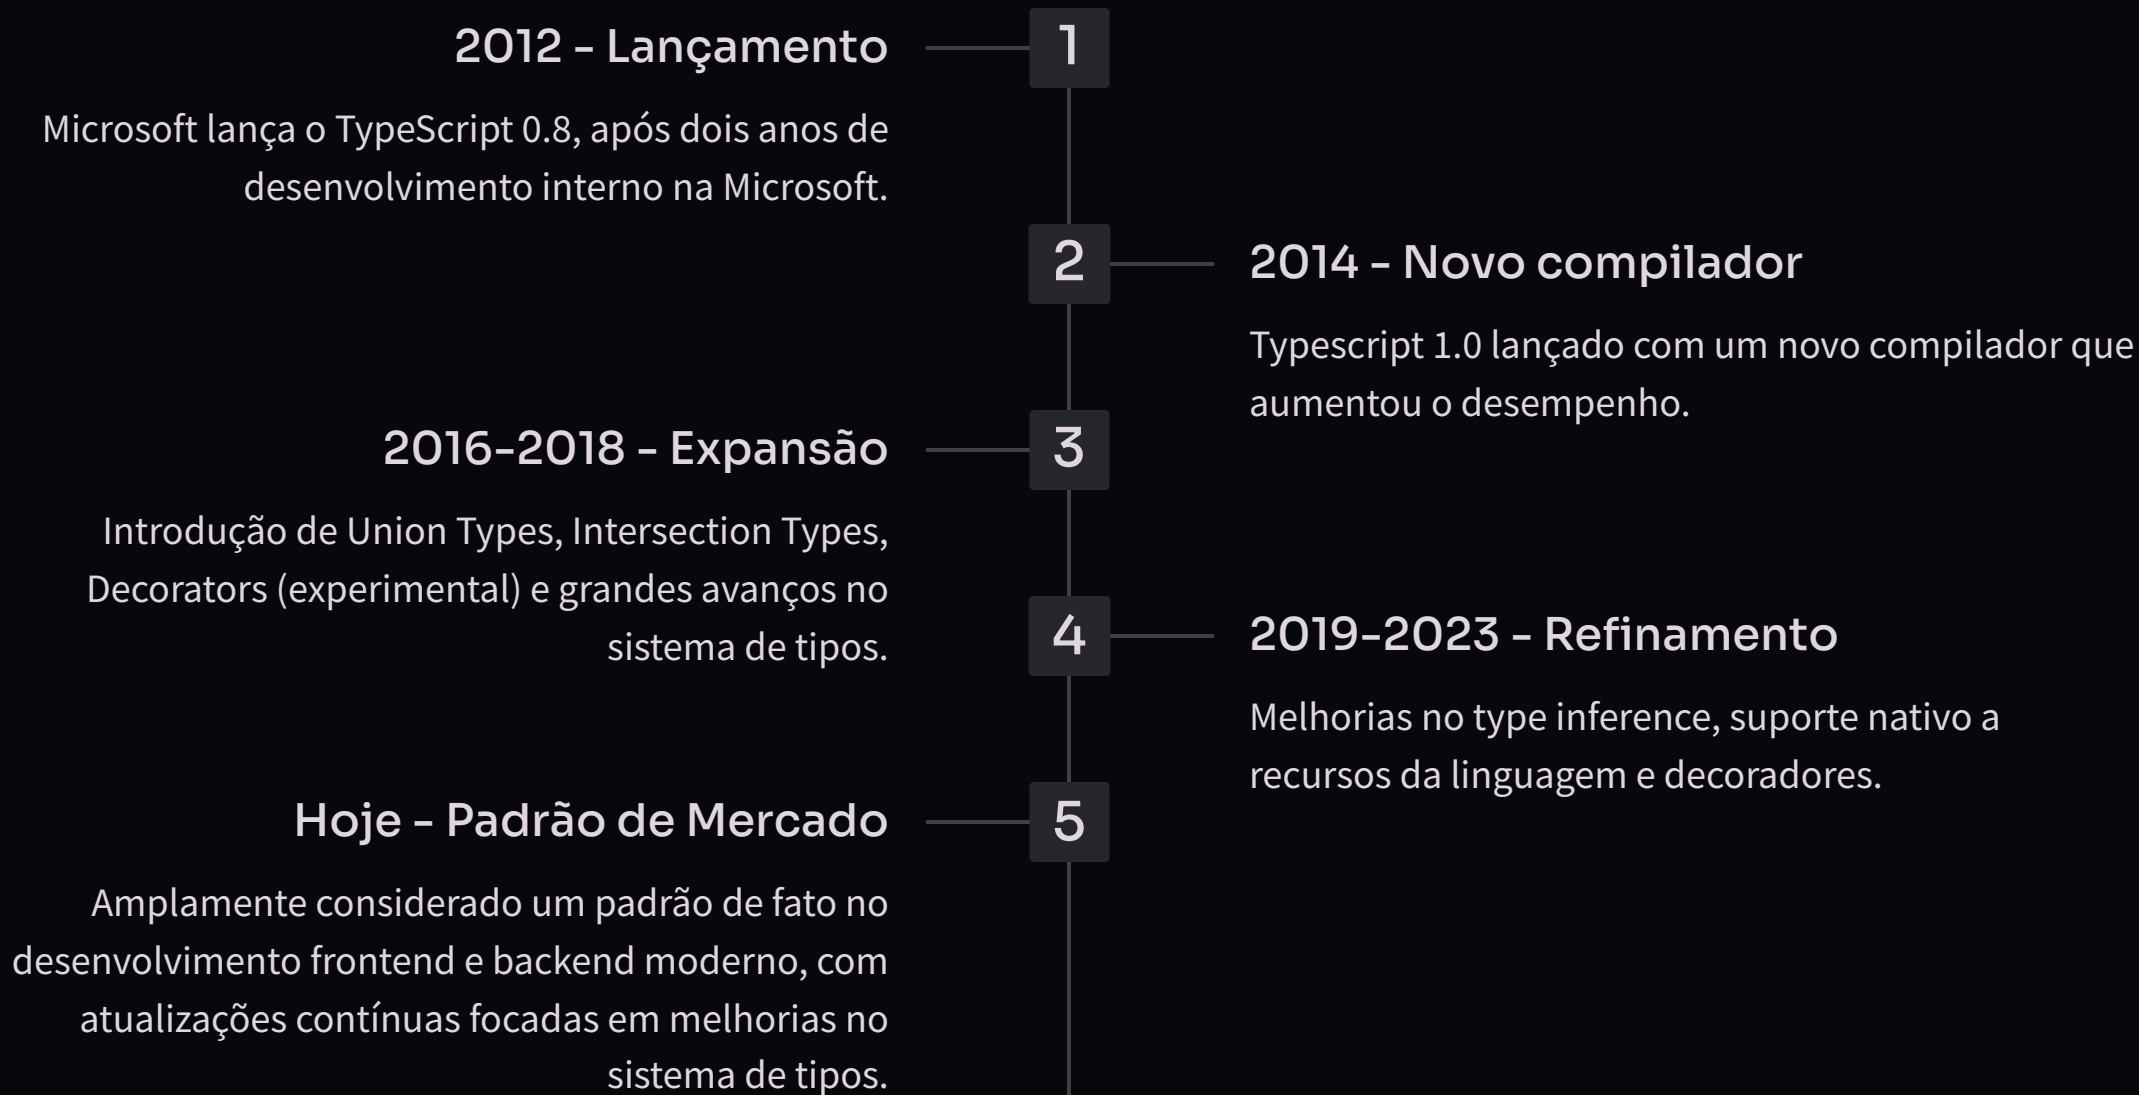 2012 - Lançamento
1
Microsoft lança o TypeScript 0.8, após dois anos de
desenvolvimento interno na Microsoft.
2
2014 - Novo compilador
Typescript 1.0 lançado com um novo compilador que
aumentou o desempenho.
2016-2018 - Expansão
3
Introdução de Union Types, Intersection Types,
Decorators (experimental) e grandes avanços no
sistema de tipos.
4
2019-2023 - Refinamento
Melhorias no type inference, suporte nativo a
recursos da linguagem e decoradores.
Hoje - Padrão de Mercado
5
Amplamente considerado um padrão de fato no
desenvolvimento frontend e backend moderno, com
atualizações contínuas focadas em melhorias no
sistema de tipos.